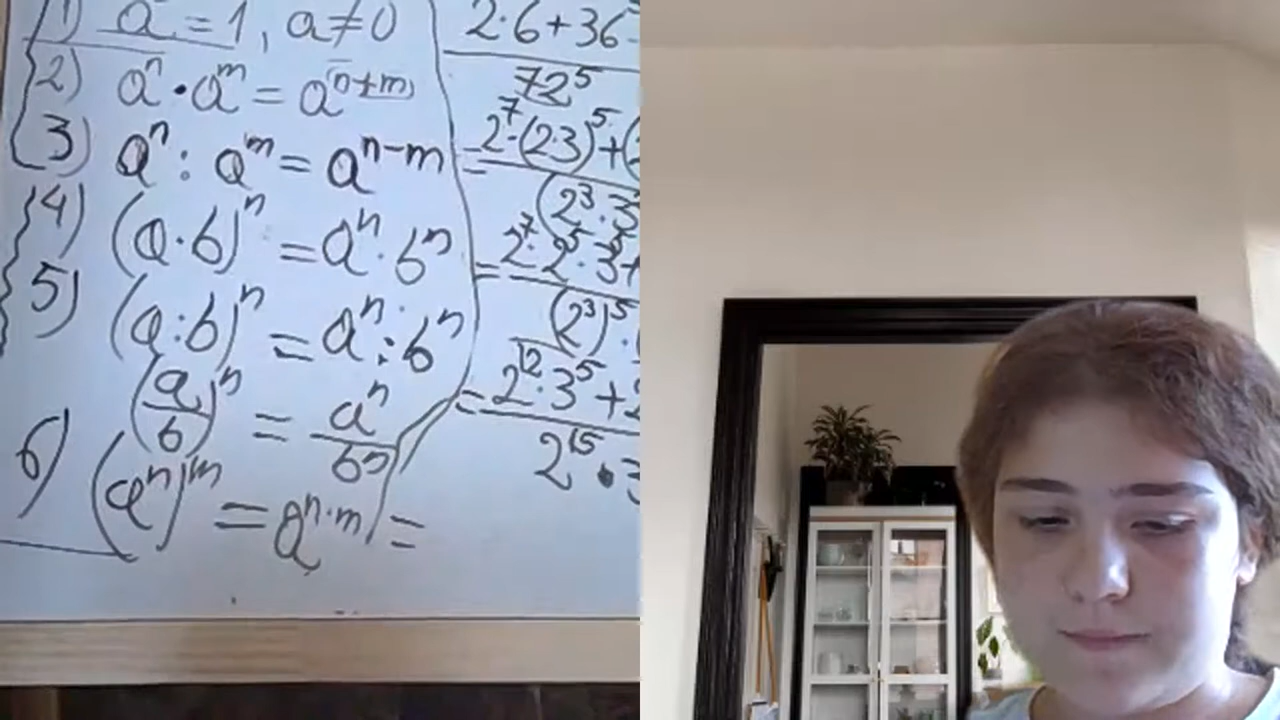 1) a = 1, a ≠ 0
2) aⁿ · aᵐ = aⁿ⁺ᵐ
3) aⁿ : aᵐ = aⁿ⁻ᵐ
4) (a·b)ⁿ = aⁿ · bⁿ
5) (a:b)ⁿ = aⁿ : bⁿ
(a/b)ⁿ = aⁿ/bⁿ
6) (aⁿ)ᵐ = aⁿ·ᵐ
2·6+36
72⁵
= 2⁷·(2·3)⁵+(
(2³·3
= 2⁷·2⁵·3⁵+
(2³)⁵·
= 2¹²·3⁵+2
2¹⁵·3
=